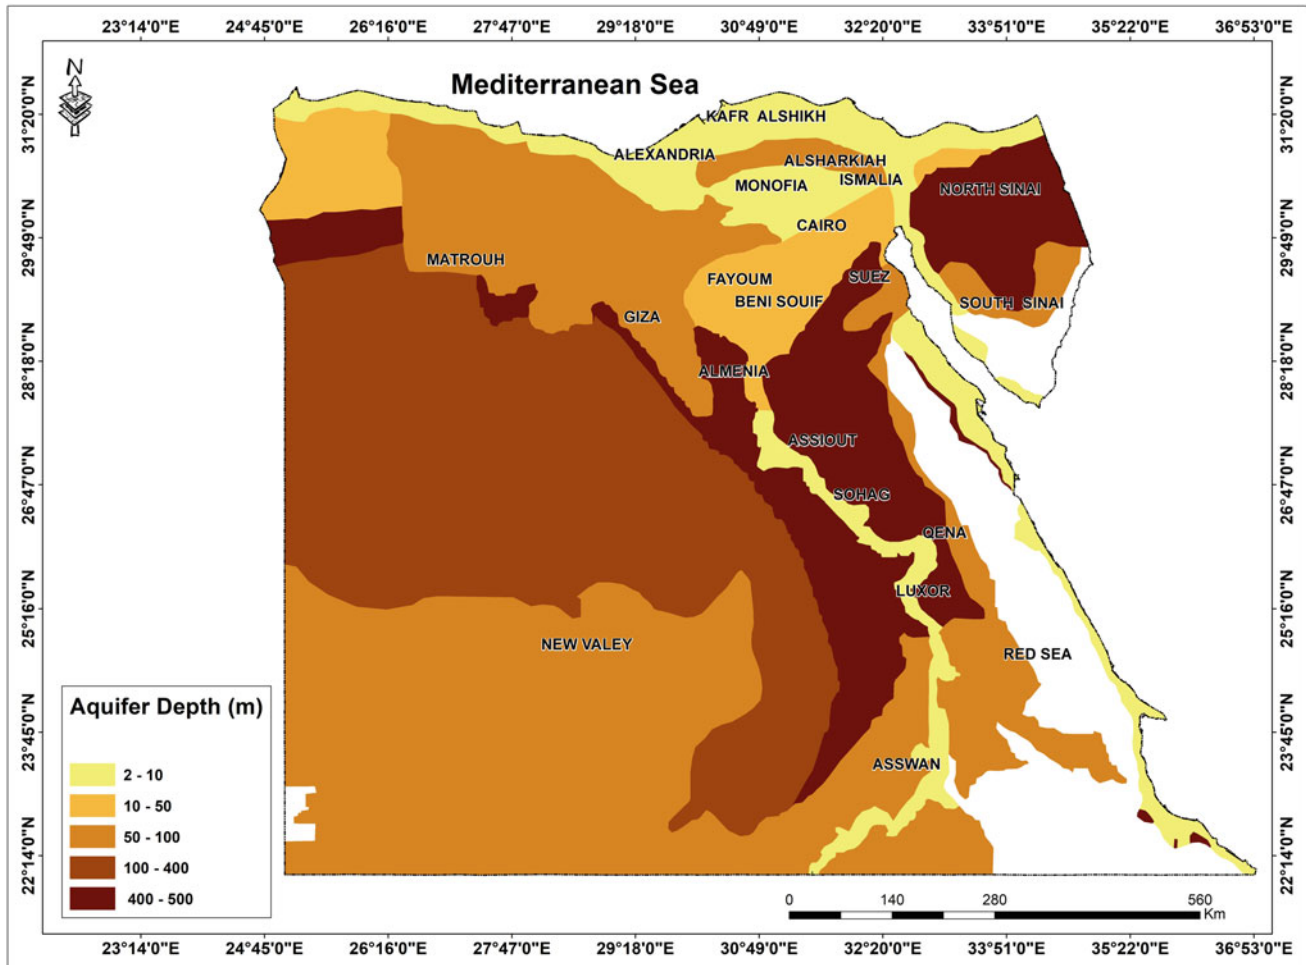 23°14'0"E 24°45'0"E 26°16'0"E 27°47'0"E 29°18'0"E 30°49'0"E 32°20'0"E 33°51'0"E 35°22'0"E 36°53'0"E
N
Mediterranean Sea
31°20'0"N
31°20'0"N
KAFR ALSHIKH
ALEXANDRIA
ALSHARKIAH
MONOFIA
ISMALIA
NORTH SINAI
29°49'0"N
29°49'0"N
CAIRO
MATROUH
FAYOUM
SUEZ
BENI SOUIF
SOUTH SINAI
GIZA
28°18'0"N
28°18'0"N
ALMENIA
ASSIOUT
26°47'0"N
26°47'0"N
SOHAG
QENA
LUXOR
25°16'0"N
25°16'0"N
NEW VALEY
RED SEA
23°45'0"N
23°45'0"N
ASSWAN
22°14'0"N
22°14'0"N
Aquifer Depth (m)
2 - 10
10 - 50
50 - 100
100 - 400
400 - 500
0 140 280 560
Km
23°14'0"E 24°45'0"E 26°16'0"E 27°47'0"E 29°18'0"E 30°49'0"E 32°20'0"E 33°51'0"E 35°22'0"E 36°53'0"E